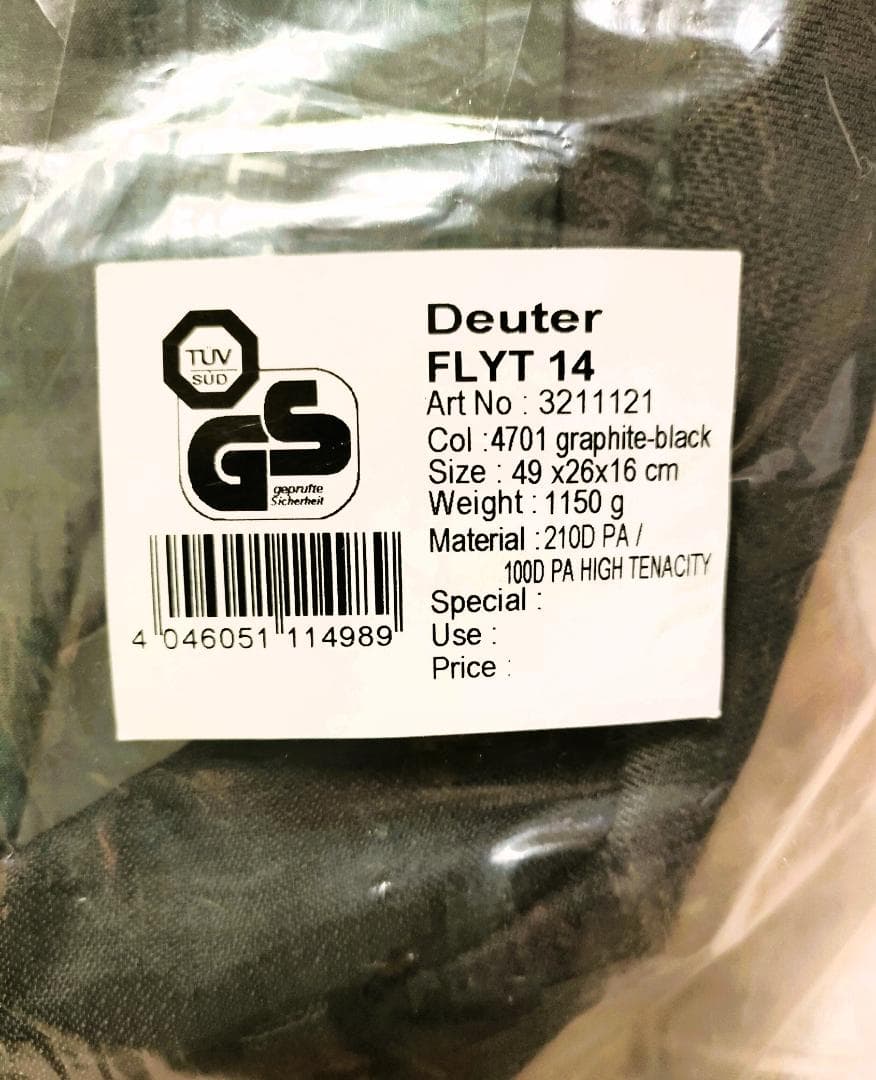 TÜV
SÜD
GS
geprüfte
Sicherheit
4 046051 114989
Deuter
FLYT 14
Art No : 3211121
Col :4701 graphite-black
Size : 49 x26x16 cm
Weight : 1150 g
Material :210D PA /
100D PA HIGH TENACITY
Special :
Use :
Price :